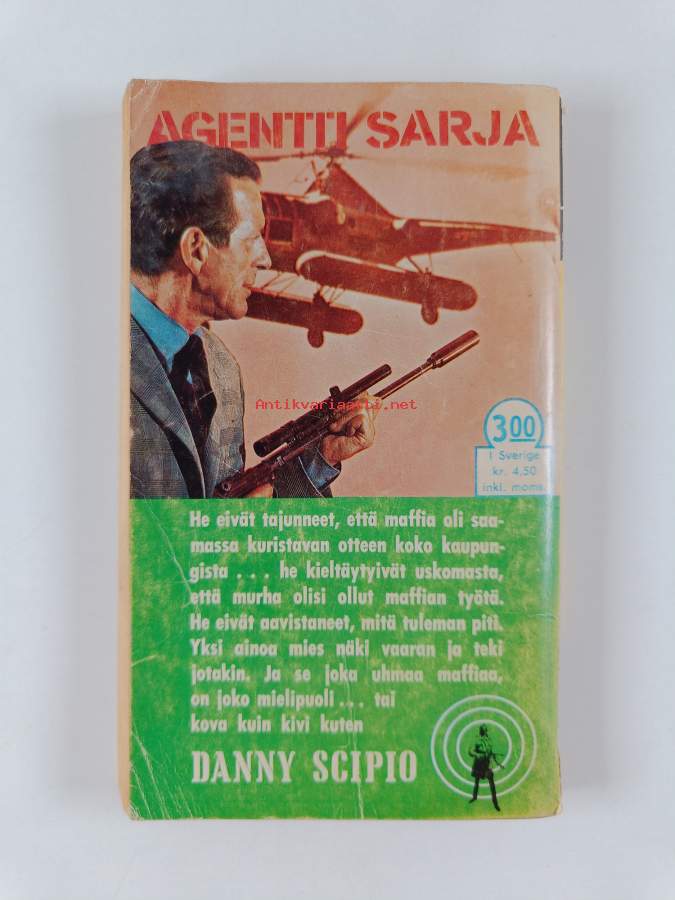 AGENTTI SARJA
Antikvariaatti.net
3.00
I Sverige
kr. 4,50
inkl. moms
He eivät tajunneet, että maffia oli saa-
massa kuristavan otteen koko kaupun-
gista . . . he kieltäytyivät uskomasta,
että murha olisi ollut maffian työtä.
He eivät aavistaneet, mitä tuleman piti.
Yksi ainoa mies näki vaaran ja teki
jotakin. Ja se joka uhmaa maffiaa,
on joko mielipuoli . . . tai
kova kuin kivi kuten
DANNY SCIPIO